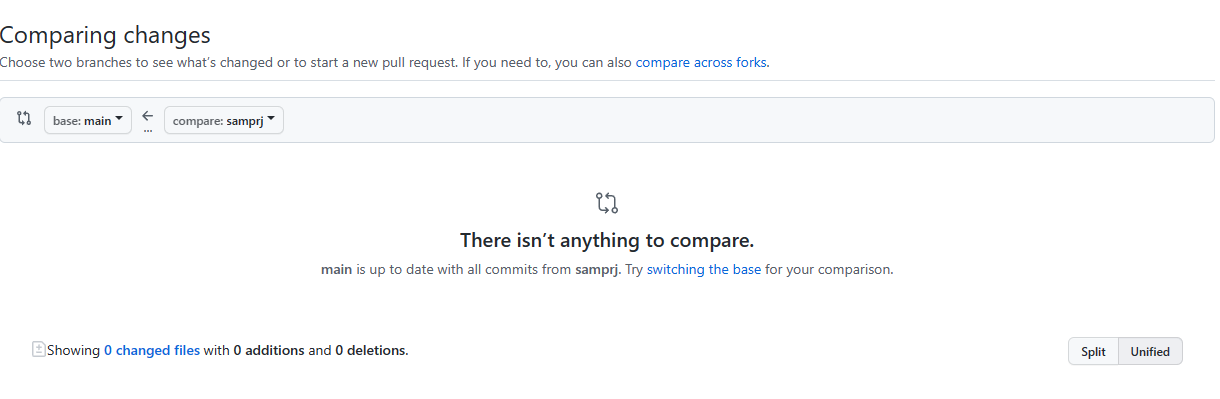 Comparing changes
Choose two branches to see what’s changed or to start a new pull request. If you need to, you can also compare across forks.
base: main ... compare: samprj
There isn’t anything to compare.
main is up to date with all commits from samprj. Try switching the base for your comparison.
Showing 0 changed files with 0 additions and 0 deletions.
Split Unified